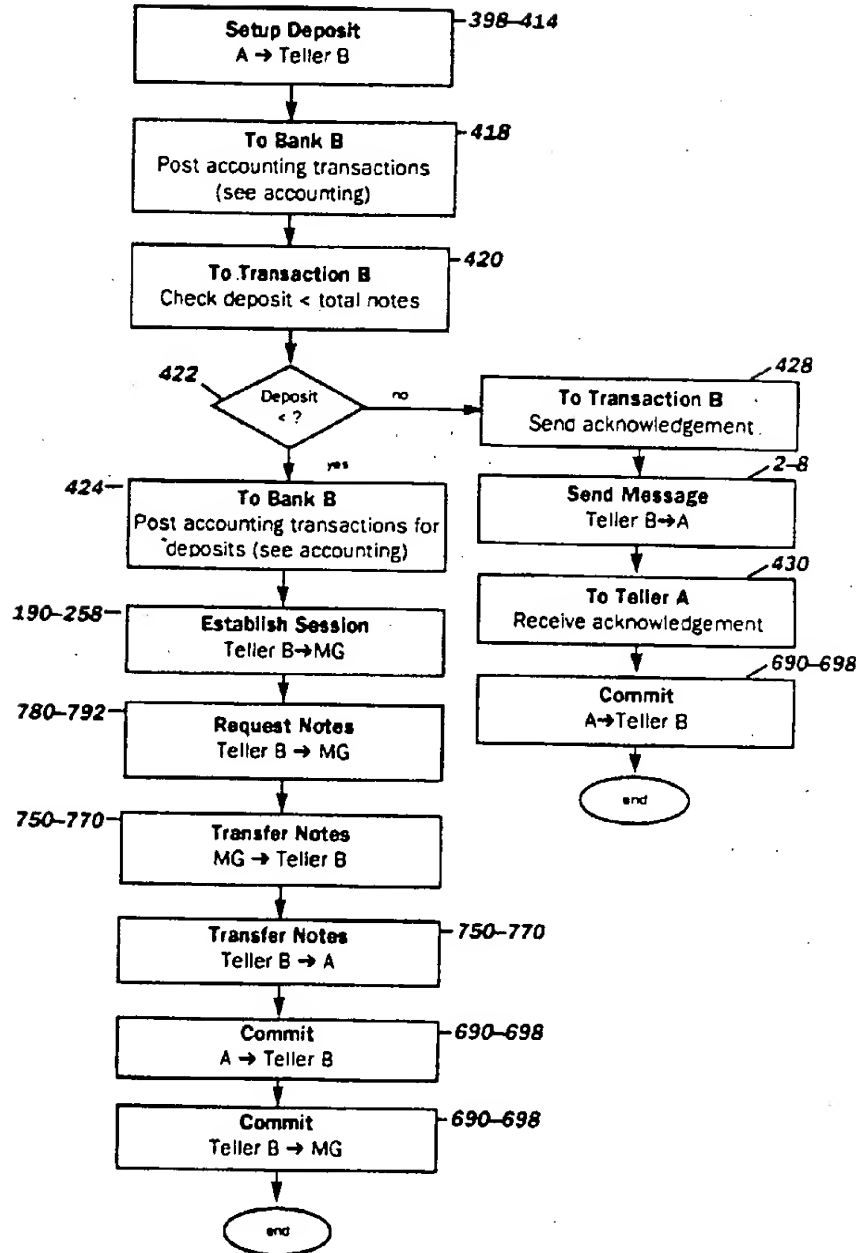 Setup Deposit
A → Teller B
398–414
To Bank B
Post accounting transactions
(see accounting)
418
To Transaction B
Check deposit < total notes
420
422
Deposit
< ?
no
yes
428
To Transaction B
Send acknowledgement
2–8
Send Message
Teller B→A
430
To Teller A
Receive acknowledgement
690–698
Commit
A→Teller B
end
424
To Bank B
Post accounting transactions for
deposits (see accounting)
190–258
Establish Session
Teller B→MG
780–792
Request Notes
Teller B → MG
750–770
Transfer Notes
MG → Teller B
Transfer Notes
Teller B → A
750–770
Commit
A → Teller B
690–698
Commit
Teller B → MG
690–698
end